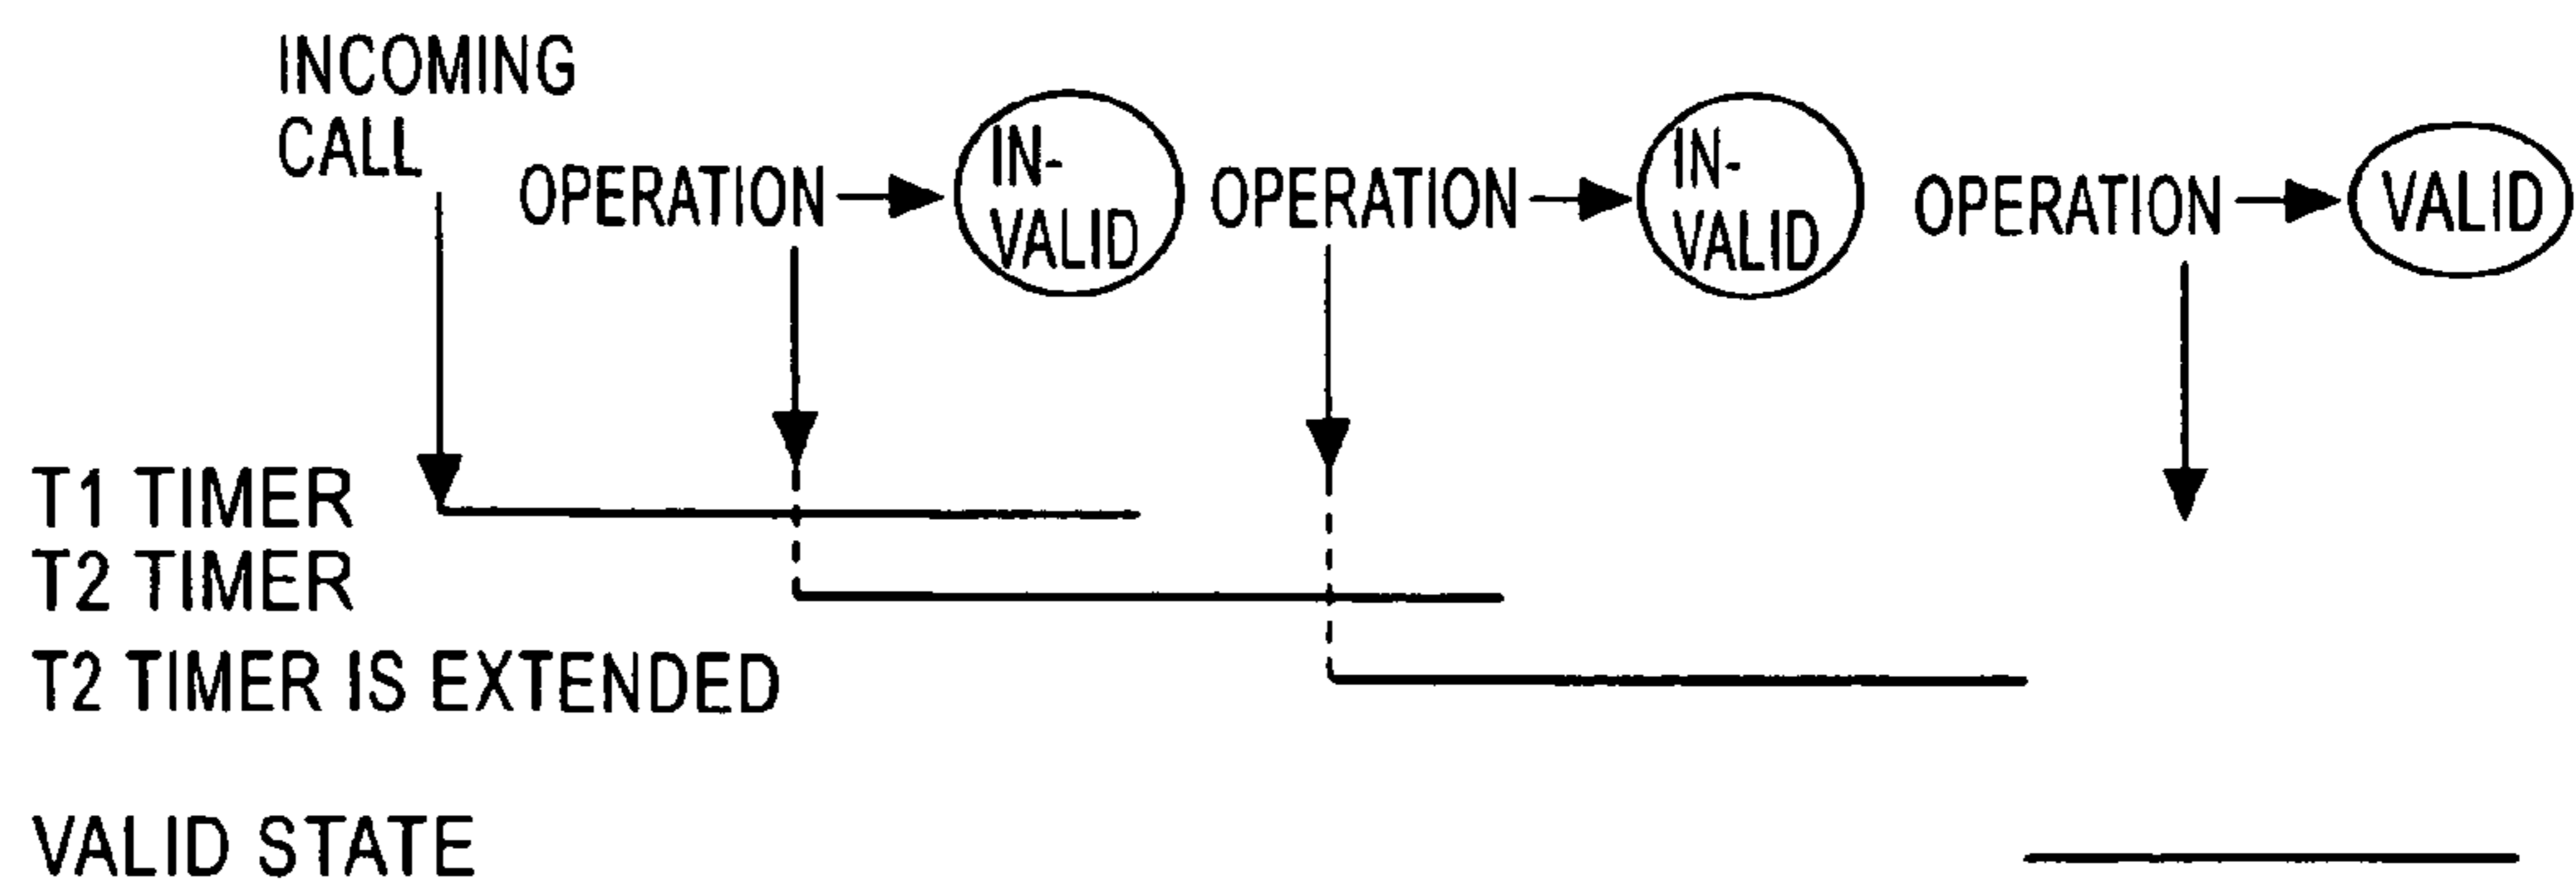 INCOMING
CALL
OPERATION
IN-
VALID
OPERATION
IN-
VALID
OPERATION
VALID
T1 TIMER
T2 TIMER
T2 TIMER IS EXTENDED
VALID STATE